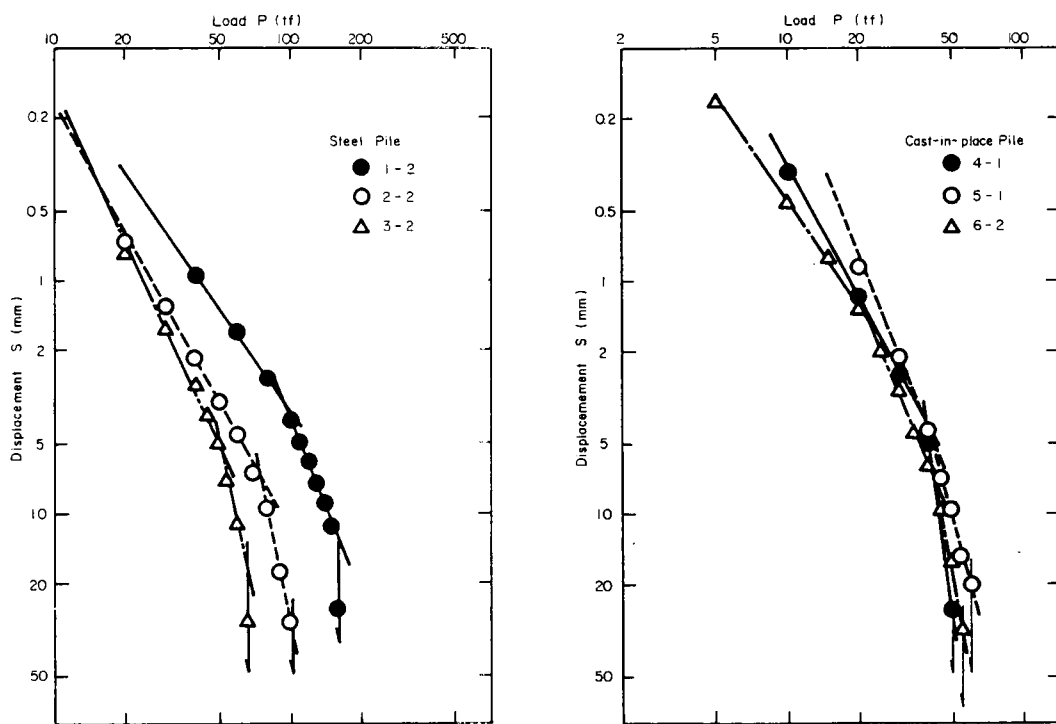 Load P (tf)
10 20 50 100 200 500
0.2
0.5
1
2
5
10
20
50
Displacement S (mm)
Steel Pile
1-2
2-2
3-2
Load P (tf)
2 5 10 20 50 100
0.2
0.5
1
2
5
10
20
50
Displacemement S (mm)
Cast-in-place Pile
4-1
5-1
6-2